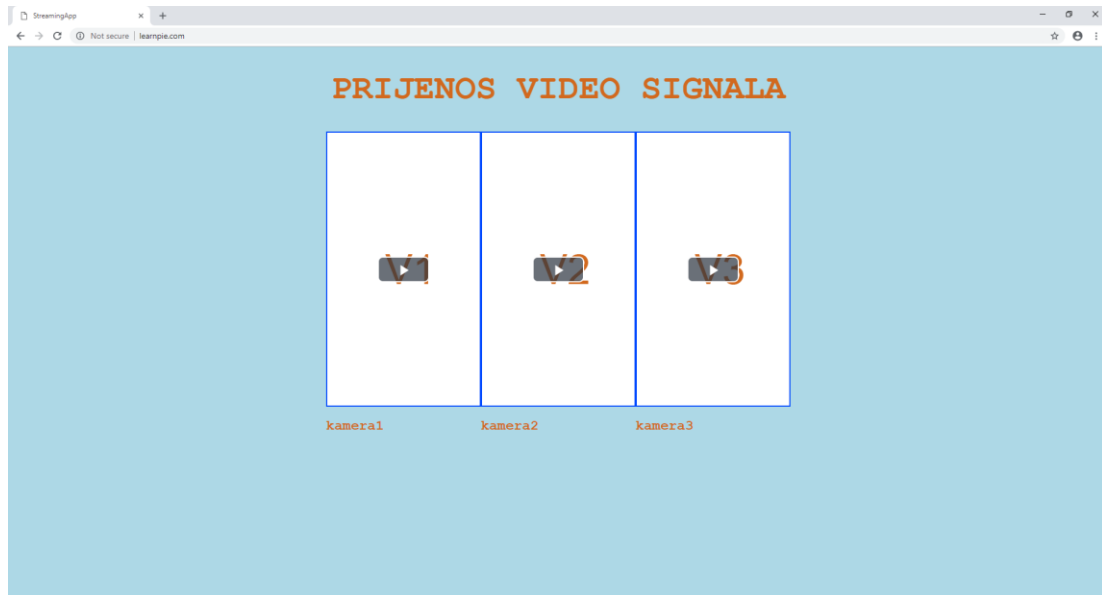 StreamingApp
Not secure | learnpie.com
PRIJENOS VIDEO SIGNALA
V1 V2 V3
kamera1 kamera2 kamera3